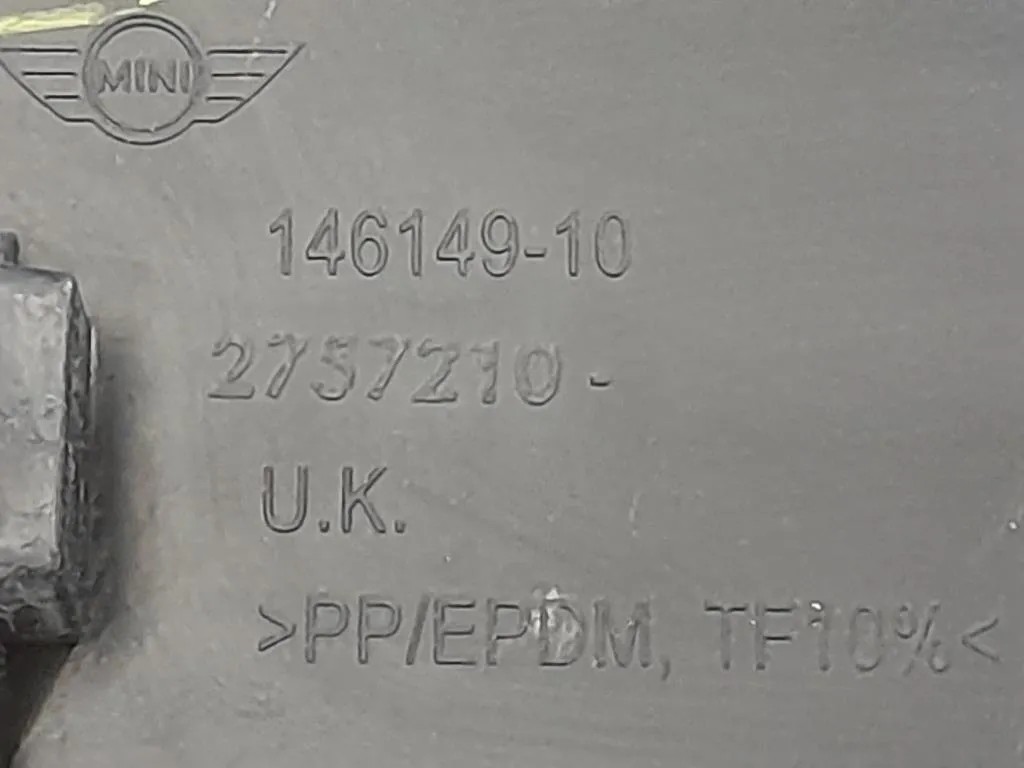 MINI
146149-10
2757210-
U.K.
>PP/EPDM, TF10%<